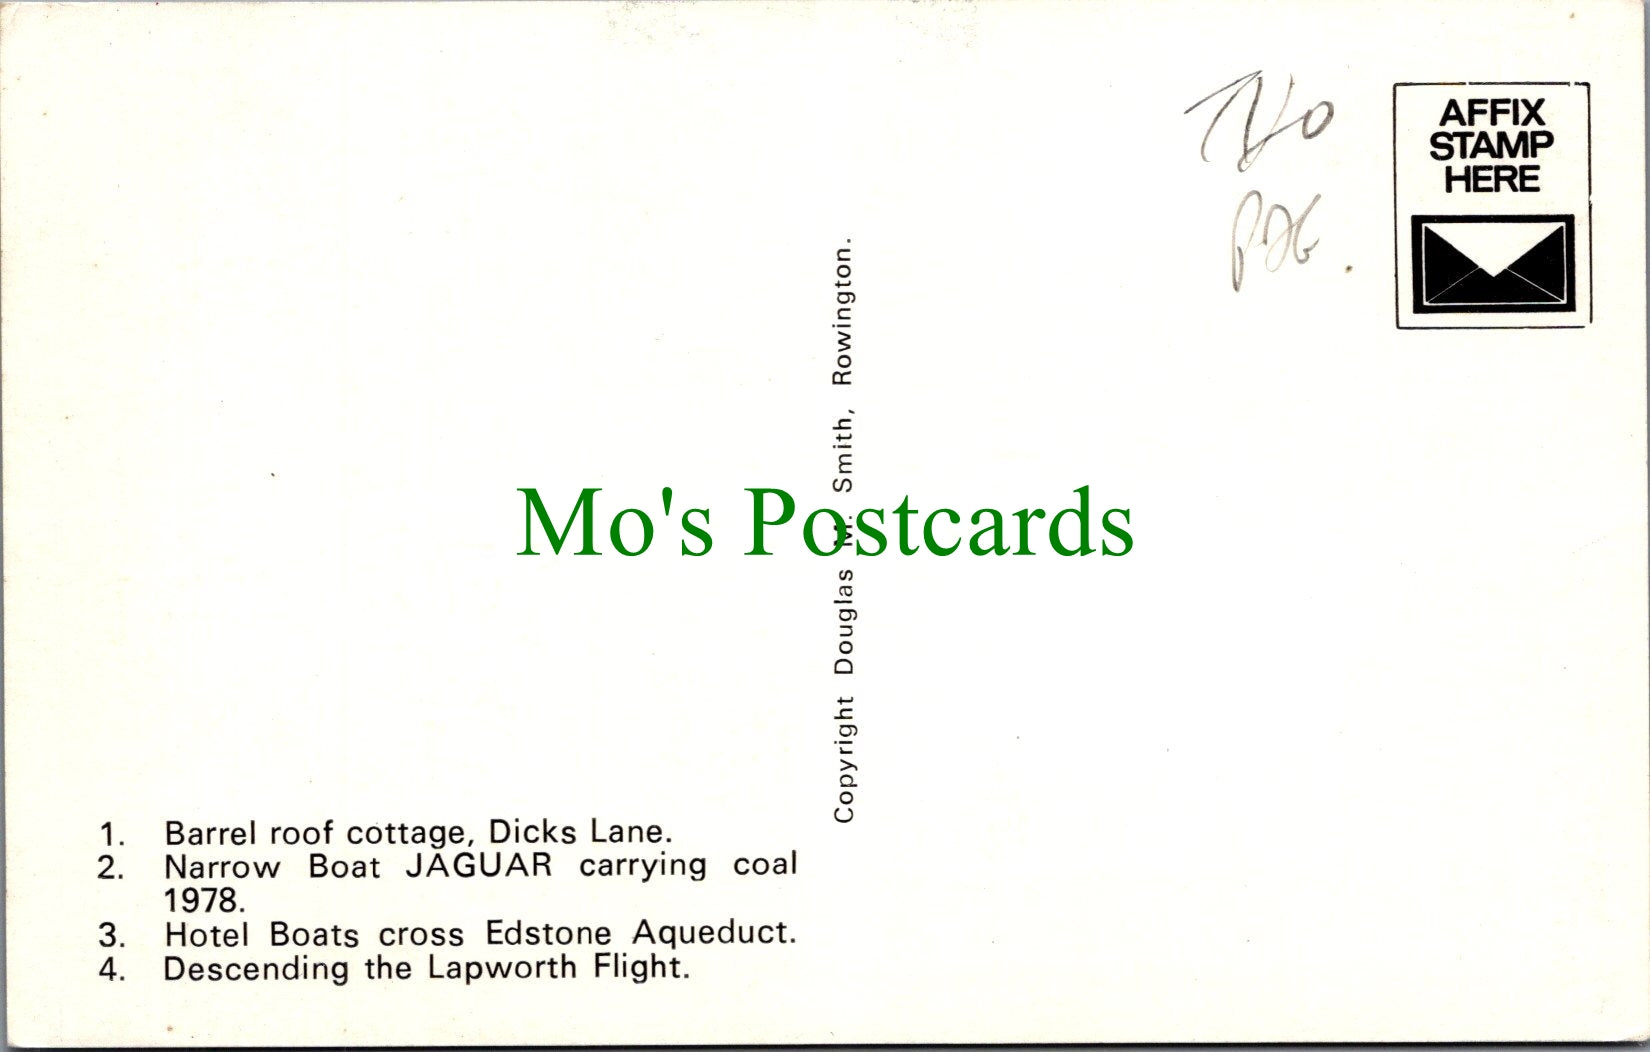 AFFIX
STAMP
HERE
Copyright Douglas M. Smith, Rowington.
Mo's Postcards
1. Barrel roof cottage, Dicks Lane.
2. Narrow Boat JAGUAR carrying coal
1978.
3. Hotel Boats cross Edstone Aqueduct.
4. Descending the Lapworth Flight.